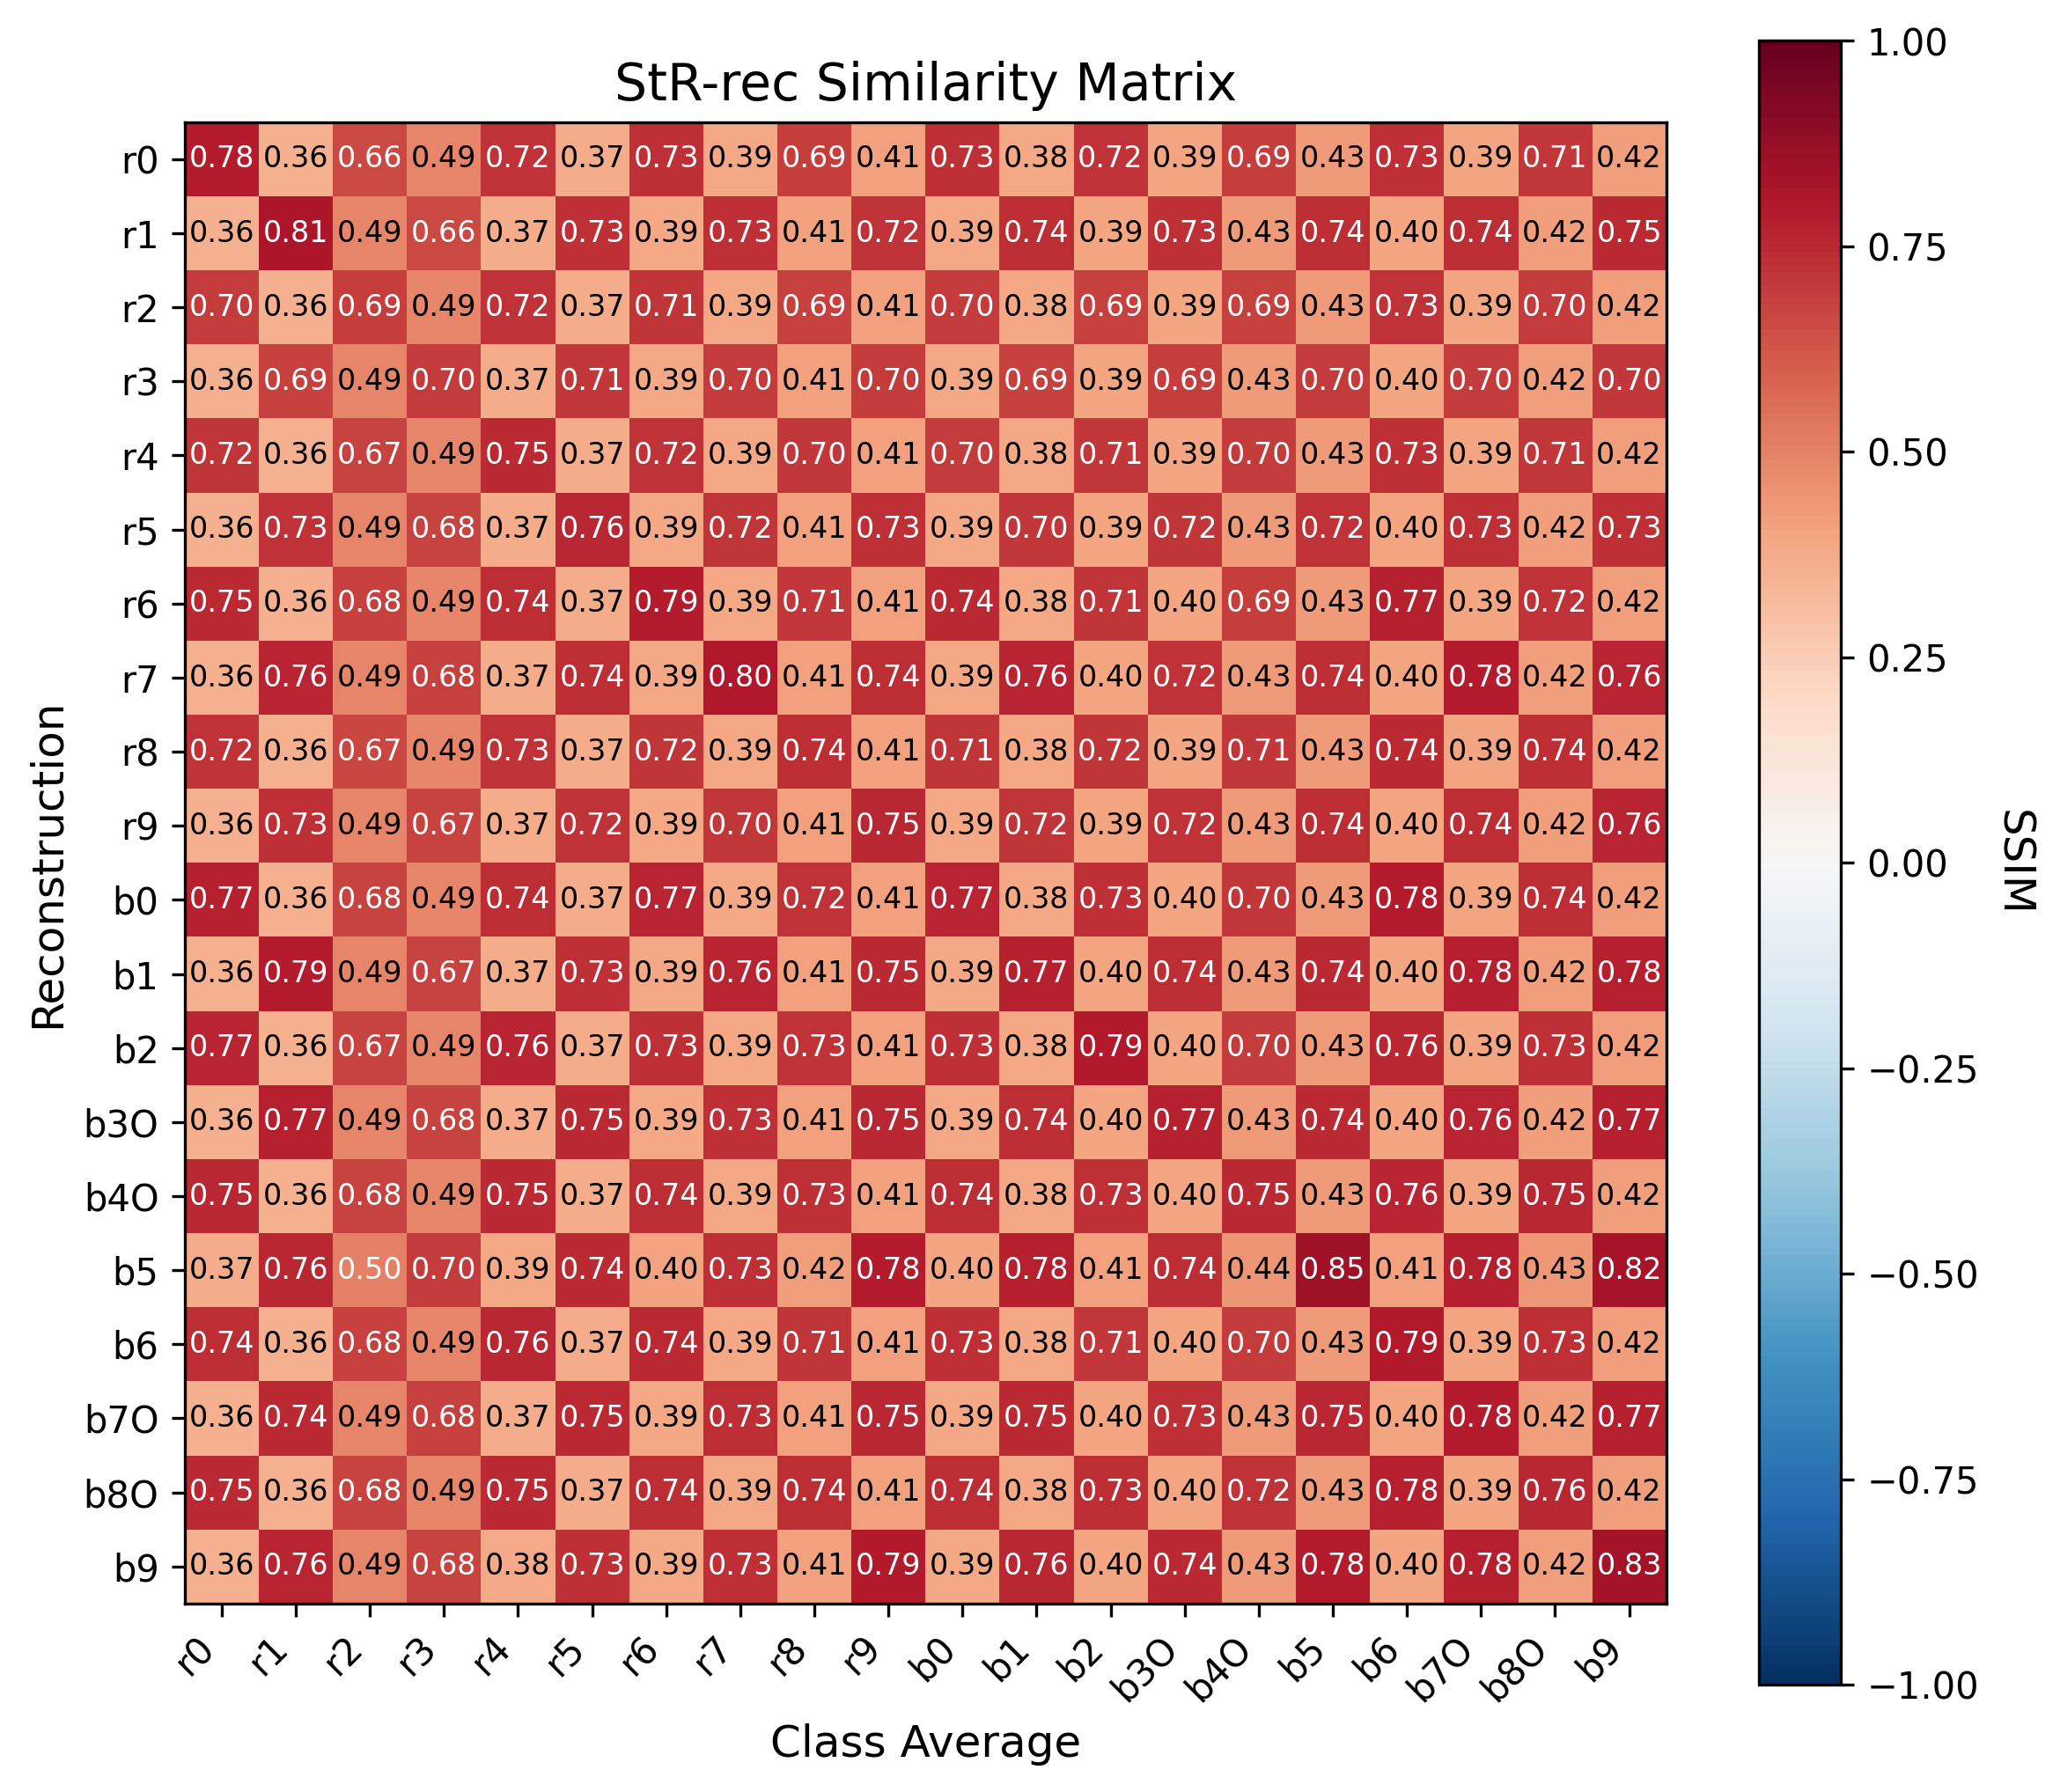 StR-rec Similarity Matrix
r0 0.78 0.36 0.66 0.49 0.72 0.37 0.73 0.39 0.69 0.41 0.73 0.38 0.72 0.39 0.69 0.43 0.73 0.39 0.71 0.42
r1 0.36 0.81 0.49 0.66 0.37 0.73 0.39 0.73 0.41 0.72 0.39 0.74 0.39 0.73 0.43 0.74 0.40 0.74 0.42 0.75
r2 0.70 0.36 0.69 0.49 0.72 0.37 0.71 0.39 0.69 0.41 0.70 0.38 0.69 0.39 0.69 0.43 0.73 0.39 0.70 0.42
r3 0.36 0.69 0.49 0.70 0.37 0.71 0.39 0.70 0.41 0.70 0.39 0.69 0.39 0.69 0.43 0.70 0.40 0.70 0.42 0.70
r4 0.72 0.36 0.67 0.49 0.75 0.37 0.72 0.39 0.70 0.41 0.70 0.38 0.71 0.39 0.70 0.43 0.73 0.39 0.71 0.42
r5 0.36 0.73 0.49 0.68 0.37 0.76 0.39 0.72 0.41 0.73 0.39 0.70 0.39 0.72 0.43 0.72 0.40 0.73 0.42 0.73
r6 0.75 0.36 0.68 0.49 0.74 0.37 0.79 0.39 0.71 0.41 0.74 0.38 0.71 0.40 0.69 0.43 0.77 0.39 0.72 0.42
r7 0.36 0.76 0.49 0.68 0.37 0.74 0.39 0.80 0.41 0.74 0.39 0.76 0.40 0.72 0.43 0.74 0.40 0.78 0.42 0.76
r8 0.72 0.36 0.67 0.49 0.73 0.37 0.72 0.39 0.74 0.41 0.71 0.38 0.72 0.39 0.71 0.43 0.74 0.39 0.74 0.42
r9 0.36 0.73 0.49 0.67 0.37 0.72 0.39 0.70 0.41 0.75 0.39 0.72 0.39 0.72 0.43 0.74 0.40 0.74 0.42 0.76
b0 0.77 0.36 0.68 0.49 0.74 0.37 0.77 0.39 0.72 0.41 0.77 0.38 0.73 0.40 0.70 0.43 0.78 0.39 0.74 0.42
b1 0.36 0.79 0.49 0.67 0.37 0.73 0.39 0.76 0.41 0.75 0.39 0.77 0.40 0.74 0.43 0.74 0.40 0.78 0.42 0.78
b2 0.77 0.36 0.67 0.49 0.76 0.37 0.73 0.39 0.73 0.41 0.73 0.38 0.79 0.40 0.70 0.43 0.76 0.39 0.73 0.42
b3O 0.36 0.77 0.49 0.68 0.37 0.75 0.39 0.73 0.41 0.75 0.39 0.74 0.40 0.77 0.43 0.74 0.40 0.76 0.42 0.77
b4O 0.75 0.36 0.68 0.49 0.75 0.37 0.74 0.39 0.73 0.41 0.74 0.38 0.73 0.40 0.75 0.43 0.76 0.39 0.75 0.42
b5 0.37 0.76 0.50 0.70 0.39 0.74 0.40 0.73 0.42 0.78 0.40 0.78 0.41 0.74 0.44 0.85 0.41 0.78 0.43 0.82
b6 0.74 0.36 0.68 0.49 0.76 0.37 0.74 0.39 0.71 0.41 0.73 0.38 0.71 0.40 0.70 0.43 0.79 0.39 0.73 0.42
b7O 0.36 0.74 0.49 0.68 0.37 0.75 0.39 0.73 0.41 0.75 0.39 0.75 0.40 0.73 0.43 0.75 0.40 0.78 0.42 0.77
b8O 0.75 0.36 0.68 0.49 0.75 0.37 0.74 0.39 0.74 0.41 0.74 0.38 0.73 0.40 0.72 0.43 0.78 0.39 0.76 0.42
b9 0.36 0.76 0.49 0.68 0.38 0.73 0.39 0.73 0.41 0.79 0.39 0.76 0.40 0.74 0.43 0.78 0.40 0.78 0.42 0.83
r0 r1 r2 r3 r4 r5 r6 r7 r8 r9 b0 b1 b2 b3O b4O b5 b6 b7O b8O b9
Class Average
Reconstruction
1.00
0.75
0.50
0.25
0.00
−0.25
−0.50
−0.75
−1.00
SSIM